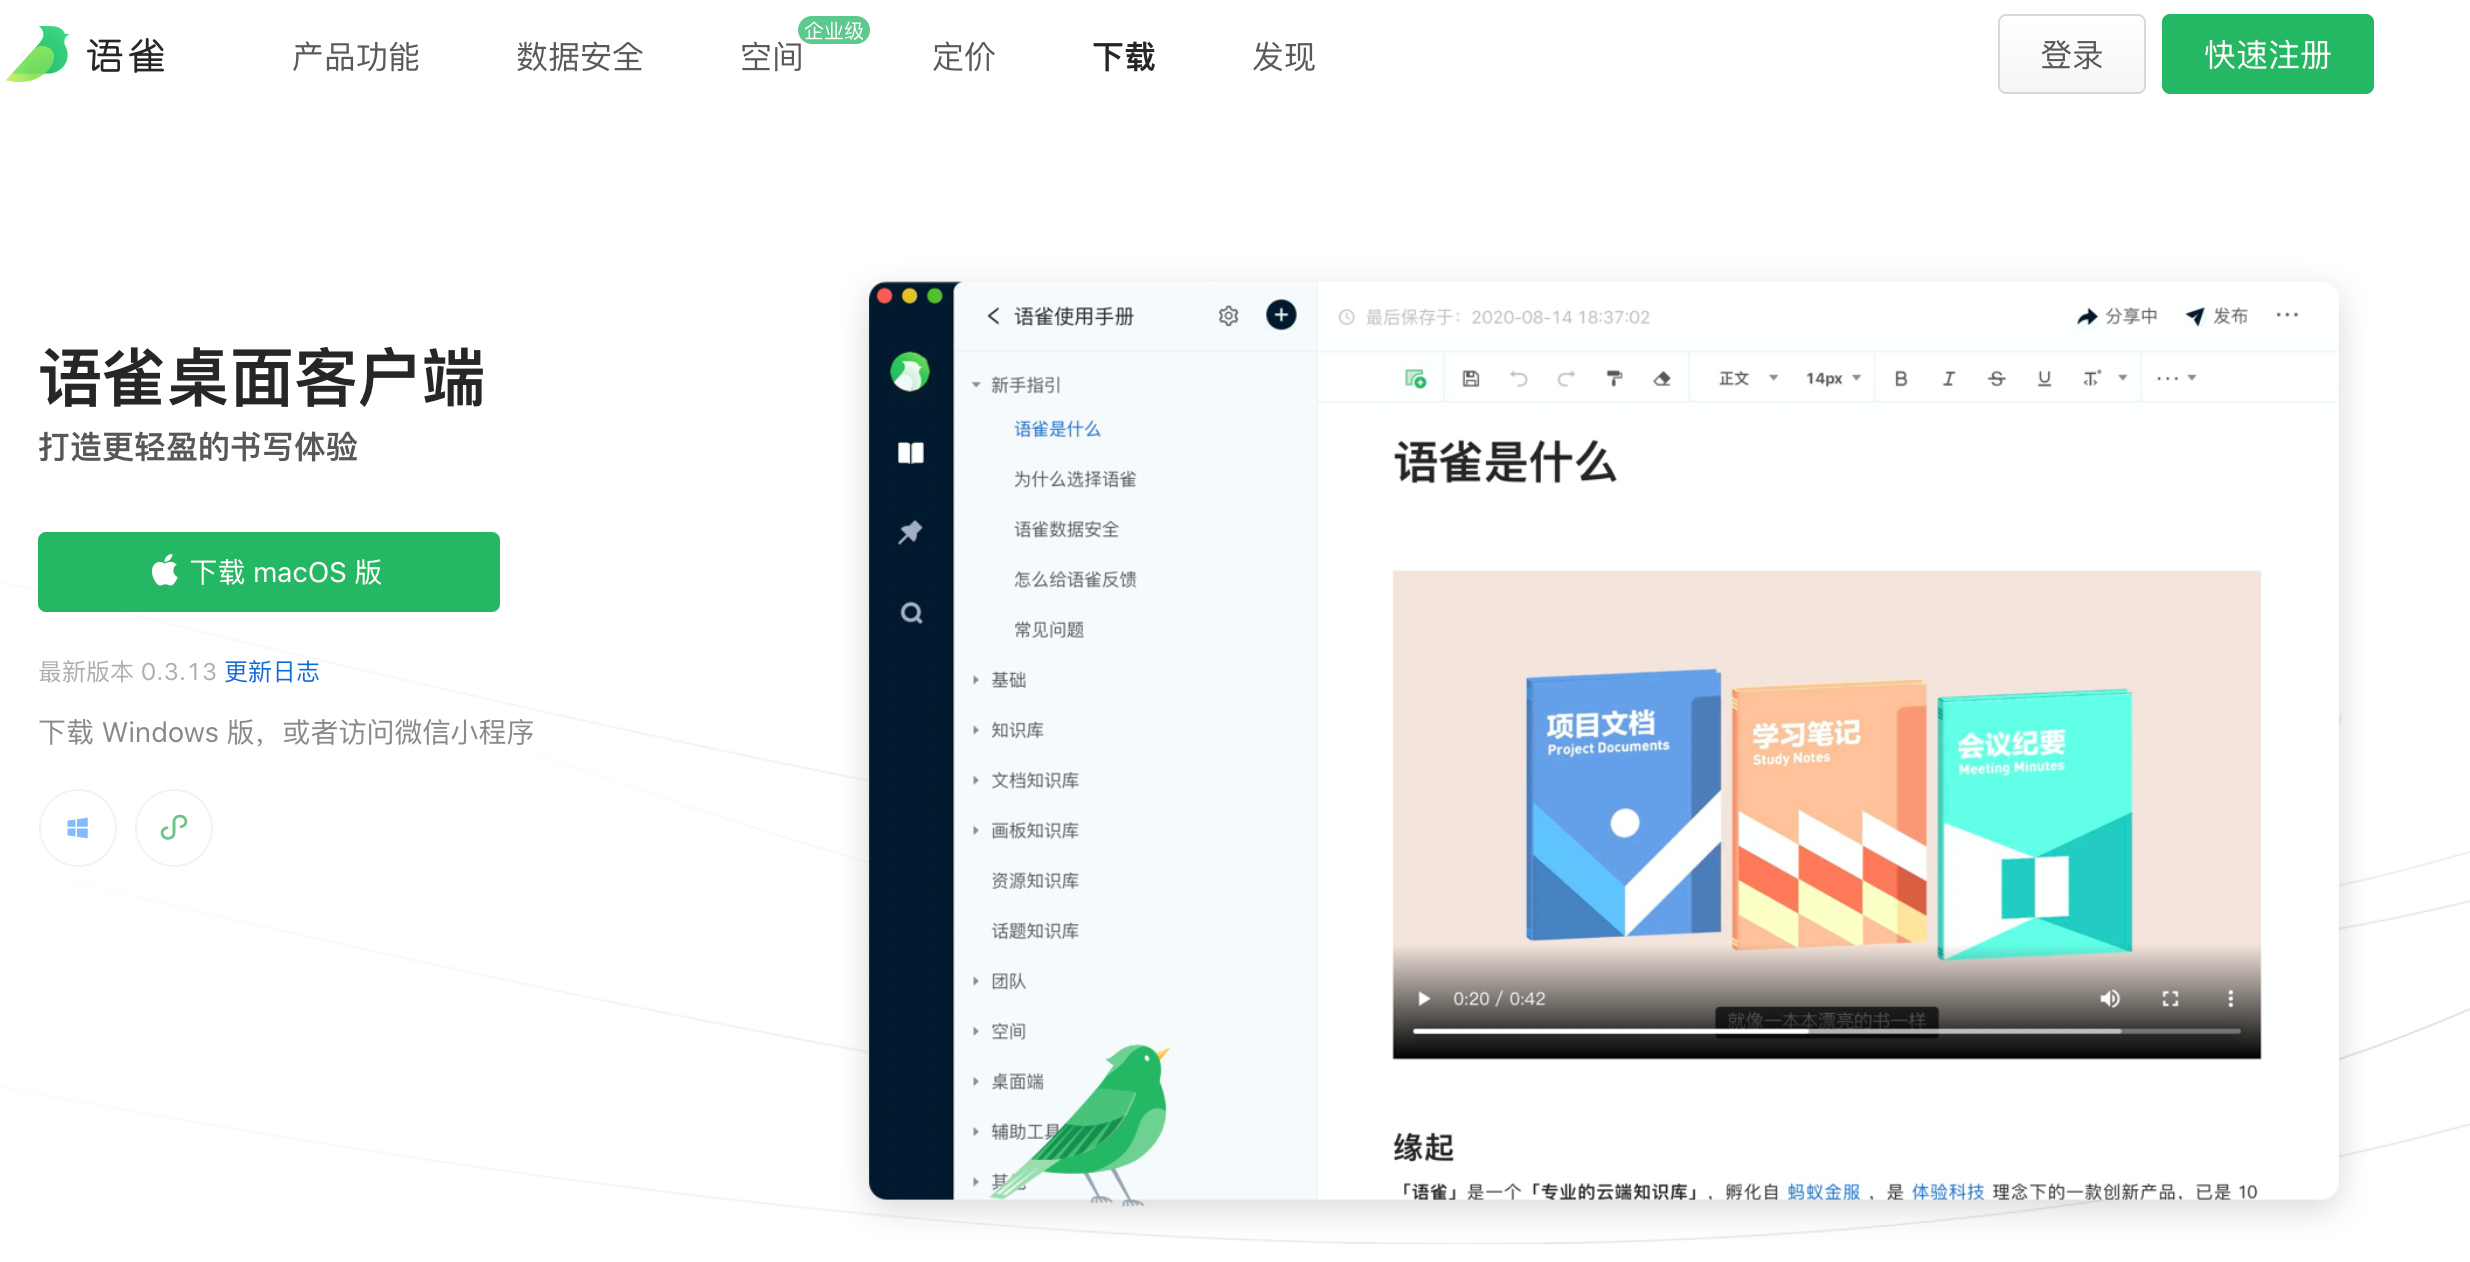 语雀
产品功能
数据安全
空间
企业级
定价
下载
发现
登录
快速注册
语雀桌面客户端
打造更轻盈的书写体验
下载 macOS 版
最新版本 0.3.13 更新日志
下载 Windows 版，或者访问微信小程序
语雀使用手册
新手指引
语雀是什么
为什么选择语雀
语雀数据安全
怎么给语雀反馈
常见问题
基础
知识库
文档知识库
画板知识库
资源知识库
话题知识库
团队
空间
桌面端
辅助工具
最后保存于：2020-08-14 18:37:02
分享中
发布
正文
14px
语雀是什么
项目文档
Project Documents
学习笔记
Study Notes
会议纪要
Meeting Minutes
0:20 / 0:42
就像一本本漂亮的书一样
缘起
「语雀」是一个「专业的云端知识库」，孵化自 蚂蚁金服 ，是 体验科技 理念下的一款创新产品，已是 10